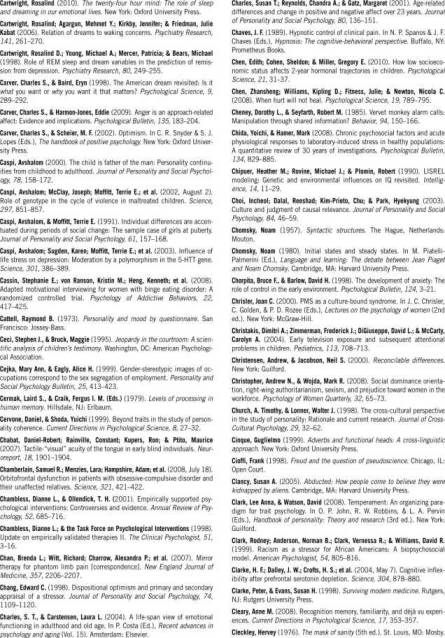 Cartwright, Rosalind (2010). The twenty-four hour mind: The role of sleep
and dreaming in our emotional lives. New York: Oxford University Press.
Cartwright, Rosalind; Agargun, Mehmet Y.; Kirkby, Jennifer; & Friedman, Julie
Kabat (2006). Relation of dreams to waking concerns. Psychiatry Research,
141, 261–270.
Cartwright, Rosalind D.; Young, Michael A.; Mercer, Patricia; & Bears, Michael
(1998). Role of REM sleep and dream variables in the prediction of remis-
sion from depression. Psychiatry Research, 80, 249–255.
Carver, Charles S., & Baird, Eryn (1998). The American dream revisited: Is it
what you want or why you want it that matters? Psychological Science, 9,
289–292.
Carver, Charles S., & Harmon-Jones, Eddie (2009). Anger is an approach-related
affect: Evidence and implications. Psychological Bulletin, 135, 183–204.
Carver, Charles S., & Scheier, M. F. (2002). Optimism. In C. R. Snyder & S. J.
Lopes (Eds.), The handbook of positive psychology. New York: Oxford Univer-
sity Press.
Caspi, Avshalom (2000). The child is father of the man: Personality continu-
ities from childhood to adulthood. Journal of Personality and Social Psychol-
ogy, 78, 158–172.
Caspi, Avshalom; McClay, Joseph; Moffitt, Terrie E.; et al. (2002, August 2).
Role of genotype in the cycle of violence in maltreated children. Science,
297, 851–857.
Caspi, Avshalom, & Moffitt, Terrie E. (1991). Individual differences are accen-
tuated during periods of social change: The sample case of girls at puberty.
Journal of Personality and Social Psychology, 61, 157–168.
Caspi, Avshalom; Sugden, Karen; Moffitt, Terrie E.; et al. (2003). Influence of
life stress on depression: Moderation by a polymorphism in the 5-HTT gene.
Science, 301, 386–389.
Cassin, Stephanie E.; von Ranson, Kristin M.; Heng, Kenneth; et al. (2008).
Adapted motivational interviewing for women with binge eating disorder: A
randomized controlled trial. Psychology of Addictive Behaviors, 22,
417–425.
Cattell, Raymond B. (1973). Personality and mood by questionnaire. San
Francisco: Jossey-Bass.
Ceci, Stephen J., & Bruck, Maggie (1995). Jeopardy in the courtroom: A scien-
tific analysis of children's testimony. Washington, DC: American Psychologi-
cal Association.
Cejka, Mary Ann, & Eagly, Alice H. (1999). Gender-stereotypic images of oc-
cupations correspond to the sex segregation of employment. Personality and
Social Psychology Bulletin, 25, 413–423.
Cermak, Laird S., & Craik, Fergus I. M. (Eds.) (1979). Levels of processing in
human memory. Hillsdale, NJ: Erlbaum.
Cervone, Daniel, & Shoda, Yuichi (1999). Beyond traits in the study of person-
ality coherence. Current Directions in Psychological Science, 8, 27–32.
Chabat, Daniel-Robert; Rainville, Constant; Kupers, Ron; & Ptito, Maurice
(2007). Tactile-"visual" acuity of the tongue in early blind individuals. Neur-
oreport, 18, 1901–1904.
Chamberlain, Samuel R.; Menzies, Lara; Hampshire, Adam; et al. (2008, July 18).
Orbitofrontal dysfunction in patients with obsessive-compulsive disorder and
their unaffected relatives. Science, 321, 421–422.
Chambless, Dianne L., & Ollendick, T. H. (2001). Empirically supported psy-
chological interventions: Controversies and evidence. Annual Review of Psy-
chology, 52, 685–716.
Chambless, Dianne L.; & the Task Force on Psychological Interventions (1998).
Update on empirically validated therapies II. The Clinical Psychologist, 51,
3–16.
Chan, Brenda L.; Witt, Richard; Charrow, Alexandra P.; et al. (2007). Mirror
therapy for phantom limb pain [correspondence]. New England Journal of
Medicine, 357, 2206–2207.
Chang, Edward C. (1998). Dispositional optimism and primary and secondary
appraisal of a stressor. Journal of Personality and Social Psychology, 74,
1109–1120.
Charles, S. T., & Carstensen, Laura L. (2004). A life-span view of emotional
functioning in adulthood and old age. In P. Costa (Ed.), Recent advances in
psychology and aging (Vol. 15). Amsterdam: Elsevier.
Charles, Susan T.; Reynolds, Chandra A.; & Gatz, Margaret (2001). Age-related
differences and change in positive and negative affect over 23 years. Journal
of Personality and Social Psychology, 80, 136–151.
Chaves, J. F. (1989). Hypnotic control of clinical pain. In N. P. Spanos & J. F.
Chaves (Eds.), Hypnosis: The cognitive-behavioral perspective. Buffalo, NY:
Prometheus Books.
Chen, Edith; Cohen, Sheldon; & Miller, Gregory E. (2010). How low socioeco-
nomic status affects 2-year hormonal trajectories in children. Psychological
Science, 21, 31–37.
Chen, Zhansheng; Williams, Kipling D.; Fitness, Julie; & Newton, Nicola C.
(2008). When hurt will not heal. Psychological Science, 19, 789–795.
Cheney, Dorothy L., & Seyfarth, Robert M. (1985). Vervet monkey alarm calls:
Manipulation through shared information? Behavior, 94, 150–166.
Chida, Yoichi, & Hamer, Mark (2008). Chronic psychosocial factors and acute
physiological responses to laboratory-induced stress in healthy populations:
A quantitative review of 30 years of investigations. Psychological Bulletin,
134, 829–885.
Chipuer, Heather M.; Rovine, Michael J.; & Plomin, Robert (1990). LISREL
modeling: Genetic and environmental influences on IQ revisited. Intellig-
ence, 14, 11–29.
Choi, Incheol; Dalal, Reeshad; Kim-Prieto, Chu; & Park, Hyekyung (2003).
Culture and judgment of causal relevance. Journal of Personality and Social
Psychology, 84, 46–59.
Chomsky, Noam (1957). Syntactic structures. The Hague, Netherlands:
Mouton.
Chomsky, Noam (1980). Initial states and steady states. In M. Piatelli-
Palmerini (Ed.), Language and learning: The debate between Jean Piaget
and Noam Chomsky. Cambridge, MA: Harvard University Press.
Chorpita, Bruce F., & Barlow, David H. (1998). The development of anxiety: The
role of control in the early environment. Psychological Bulletin, 124, 3–21.
Chrisler, Joan C. (2000). PMS as a culture-bound syndrome. In J. C. Chrisler,
C. Golden, & P. D. Rozee (Eds.), Lectures on the psychology of women (2nd
ed.). New York: McGraw-Hill.
Christakis, Dimitri A.; Zimmerman, Frederick J.; DiGiuseppe, David L.; & McCarty,
Carolyn A. (2004). Early television exposure and subsequent attentional
problems in children. Pediatrics, 113, 708–713.
Christensen, Andrew, & Jacobson, Neil S. (2000). Reconcilable differences.
New York: Guilford.
Christopher, Andrew N., & Wojda, Mark R. (2008). Social dominance orienta-
tion, right-wing authoritarianism, sexism, and prejudice toward women in the
workforce. Psychology of Women Quarterly, 32, 65–73.
Church, A. Timothy, & Lonner, Walter J. (1998). The cross-cultural perspective
in the study of personality: Rationale and current research. Journal of Cross-
Cultural Psychology, 29, 32–62.
Cinque, Guglielmo (1999). Adverbs and functional heads: A cross-linguistic
approach. New York: Oxford University Press.
Cioffi, Frank (1998). Freud and the question of pseudoscience. Chicago, IL:
Open Court.
Clancy, Susan A. (2005). Abducted: How people come to believe they were
kidnapped by aliens. Cambridge, MA: Harvard University Press.
Clark, Lee Anna, & Watson, David (2008). Temperament: An organizing para-
digm for trait psychology. In O. P. John, R. W. Robbins, & L. A. Pervin
(Eds.), Handbook of personality: Theory and research (3rd ed.). New York:
Guilford.
Clark, Rodney; Anderson, Norman B.; Clark, Vernessa R.; & Williams, David R.
(1999). Racism as a stressor for African Americans: A biopsychosocial
model. American Psychologist, 54, 805–816.
Clarke, H. F.; Dalley, J. W.; Crofts, H. S.; et al. (2004, May 7). Cognitive inflex-
ibility after prefrontal serotonin depletion. Science, 304, 878–880.
Clarke, Peter, & Evans, Susan H. (1998). Surviving modern medicine. Rutgers,
NJ: Rutgers University Press.
Cleary, Anne M. (2008). Recognition memory, familiarity, and déjà vu experi-
ences. Current Directions in Psychological Science, 17, 353–357.
Cleckley, Hervey (1976). The mask of sanity (5th ed.). St. Louis, MO: Mosby.